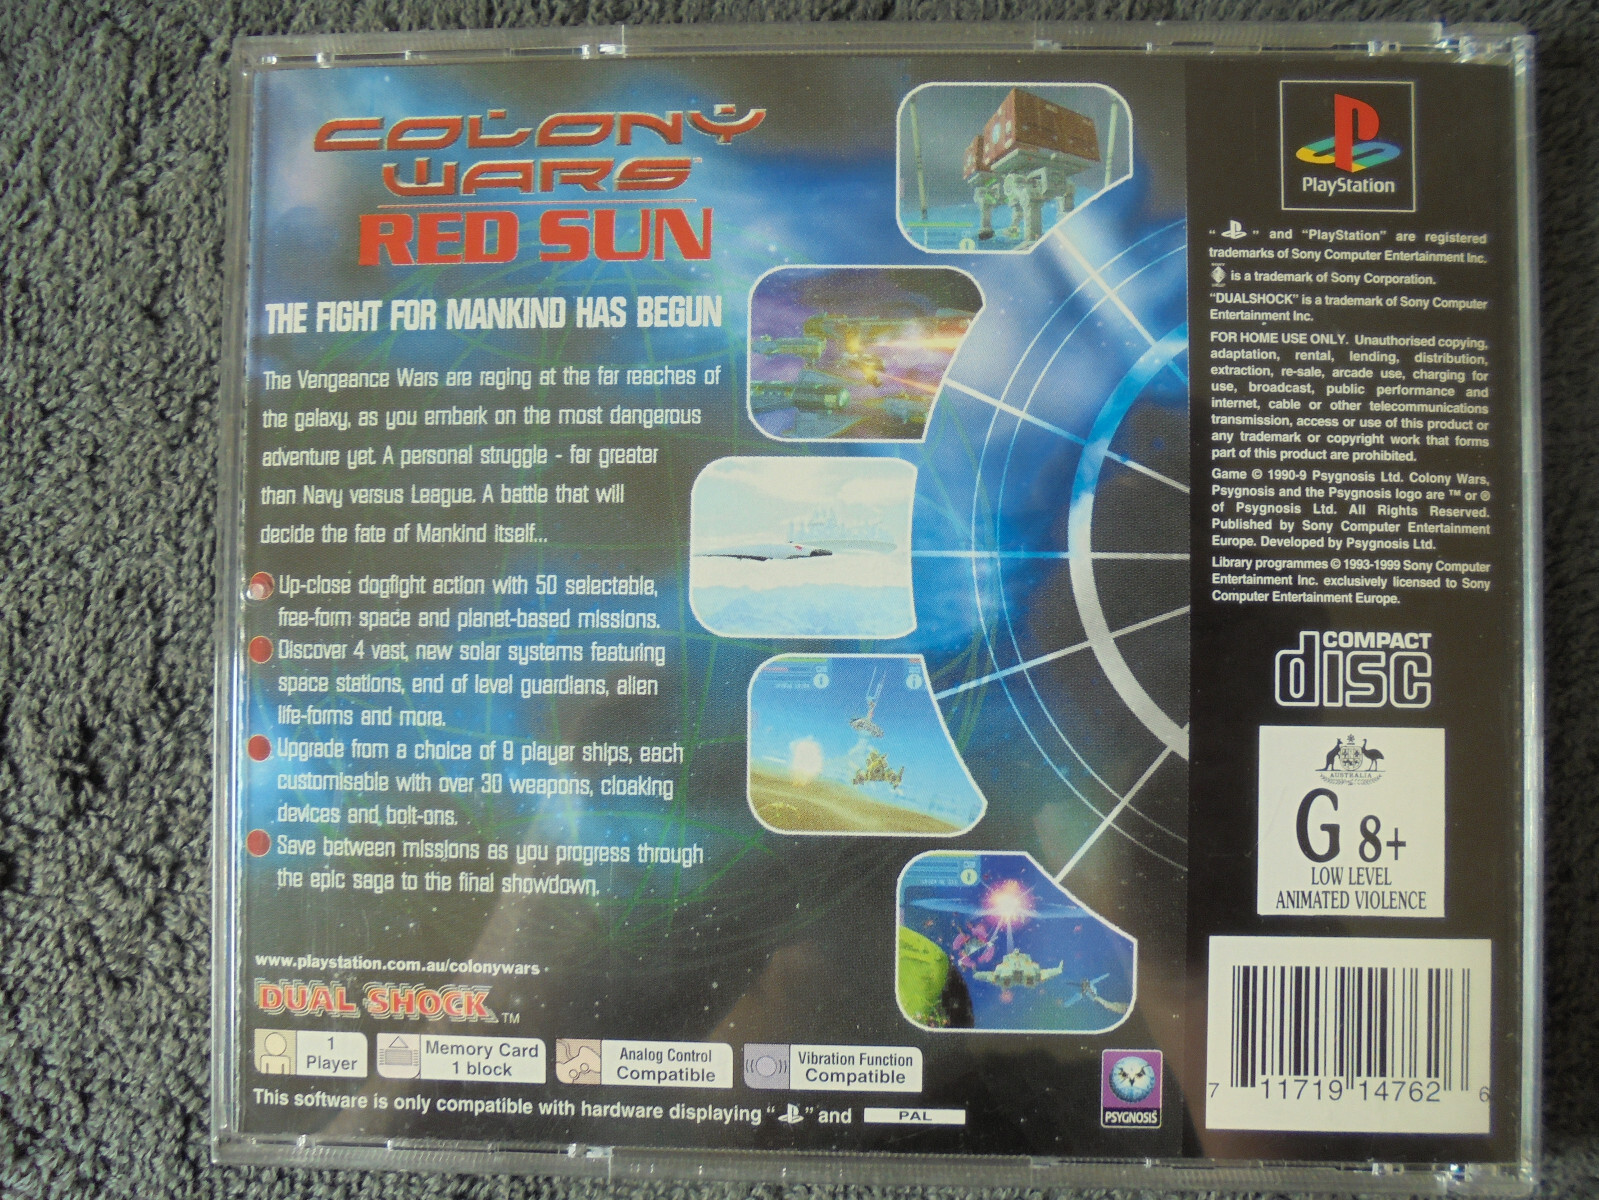 COLONY
WARS™
RED SUN
THE FIGHT FOR MANKIND HAS BEGUN
The Vengeance Wars are raging at the far reaches of
the galaxy, as you embark on the most dangerous
adventure yet. A personal struggle - far greater
than Navy versus League. A battle that will
decide the fate of Mankind itself...
Up-close dogfight action with 50 selectable,
free-form space and planet-based missions.
Discover 4 vast, new solar systems featuring
space stations, end of level guardians, alien
life-forms and more.
Upgrade from a choice of 9 player ships, each
customisable with over 30 weapons, cloaking
devices and bolt-ons.
Save between missions as you progress through
the epic saga to the final showdown.
www.playstation.com.au/colonywars
DUAL SHOCK™
1
Player
Memory Card
1 block
Analog Control
Compatible
Vibration Function
Compatible
This software is only compatible with hardware displaying " " and PAL
PSYGNOSIS
PlayStation
" " and "PlayStation" are registered
trademarks of Sony Computer Entertainment Inc.
is a trademark of Sony Corporation.
"DUALSHOCK" is a trademark of Sony Computer
Entertainment Inc.
FOR HOME USE ONLY. Unauthorised copying,
adaptation, rental, lending, distribution,
extraction, re-sale, arcade use, charging for
use, broadcast, public performance and
internet, cable or other telecommunications
transmission, access or use of this product or
any trademark or copyright work that forms
part of this product are prohibited.
Game © 1990-9 Psygnosis Ltd. Colony Wars,
Psygnosis and the Psygnosis logo are ™ or ®
of Psygnosis Ltd. All Rights Reserved.
Published by Sony Computer Entertainment
Europe. Developed by Psygnosis Ltd.
Library programmes © 1993-1999 Sony Computer
Entertainment Inc. exclusively licensed to Sony
Computer Entertainment Europe.
COMPACT
disc
AUSTRALIA
G 8+
LOW LEVEL
ANIMATED VIOLENCE
7 11719 14762 6